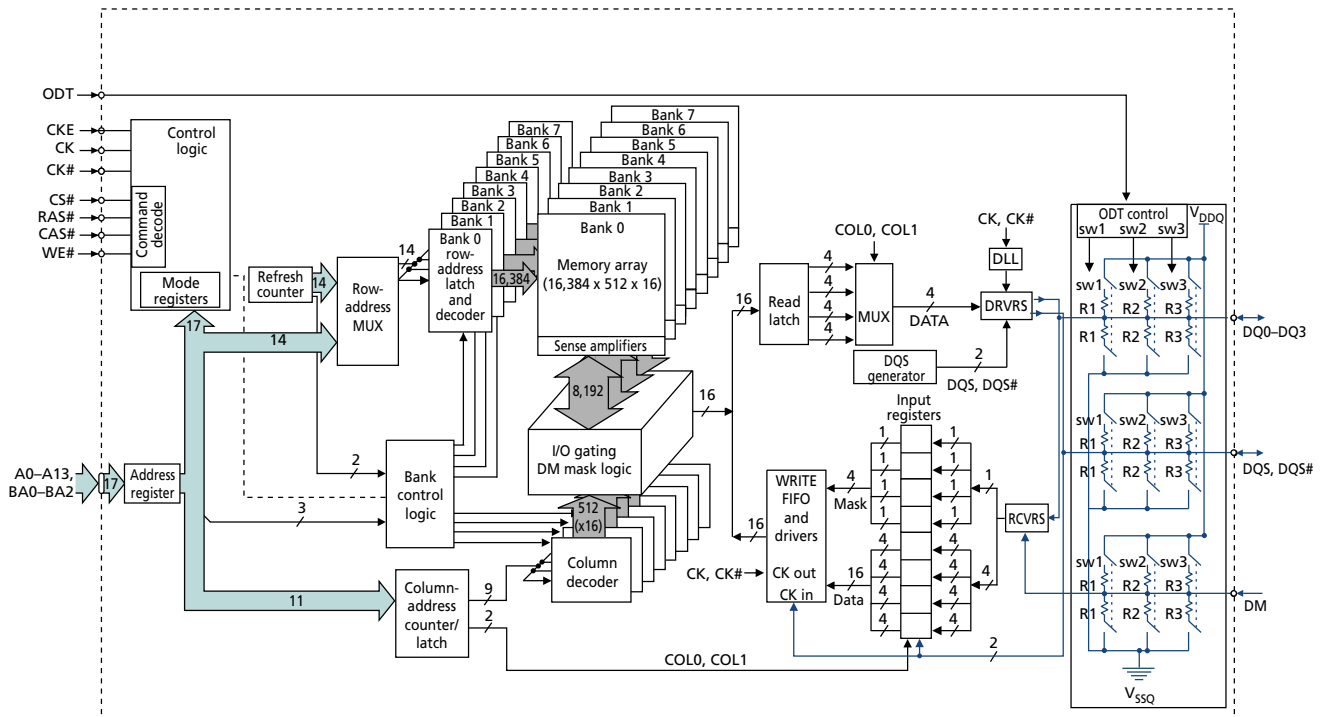 ODT
CKE
CK
CK#
CS#
RAS#
CAS#
WE#
Control
logic
Command
decode
Mode
registers
17
Refresh
counter
14
Row-
address
MUX
14
14
Bank 7
Bank 6
Bank 5
Bank 4
Bank 3
Bank 2
Bank 1
Bank 0
row-
address
latch
and
decoder
16,384
Bank 7
Bank 6
Bank 5
Bank 4
Bank 3
Bank 2
Bank 1
Bank 0
Memory array
(16,384 x 512 x 16)
Sense amplifiers
8,192
16
I/O gating
DM mask logic
512
(x16)
Column
decoder
A0–A13,
BA0–BA2
17
Address
register
2
3
Bank
control
logic
11
Column-
address
counter/
latch
9
2
COL0, COL1
16
Read
latch
4
4
4
4
COL0, COL1
MUX
4
DATA
CK, CK#
DLL
DRVRS
DQS
generator
2
DQS, DQS#
Input
registers
1
1
1
1
4
4
4
4
1
1
1
1
4
4
4
4
1
4
RCVRS
2
16
WRITE
FIFO
and
drivers
CK out
CK in
CK, CK#
4
Mask
16
Data
ODT control
sw1 sw2 sw3
VDDQ
sw1 sw2 sw3
R1 R2 R3
R1 R2 R3
DQ0–DQ3
sw1 sw2 sw3
R1 R2 R3
R1 R2 R3
DQS, DQS#
sw1 sw2 sw3
R1 R2 R3
R1 R2 R3
DM
VSSQ